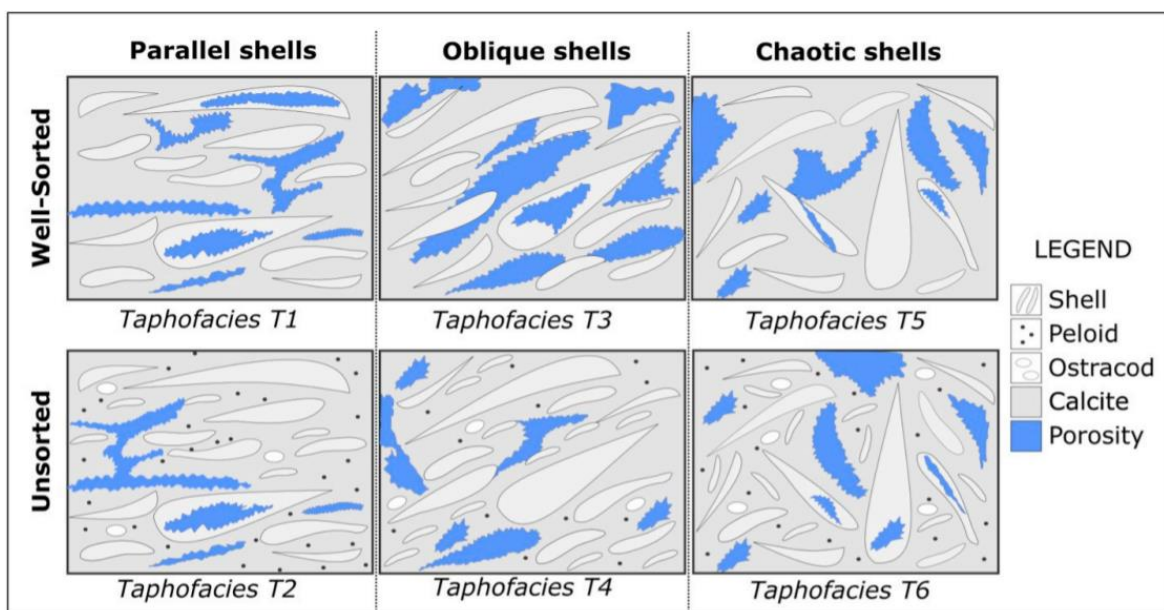 Parallel shells
Oblique shells
Chaotic shells
Well-Sorted
Taphofacies T1
Taphofacies T3
Taphofacies T5
Unsorted
Taphofacies T2
Taphofacies T4
Taphofacies T6
LEGEND
Shell
Peloid
Ostracod
Calcite
Porosity